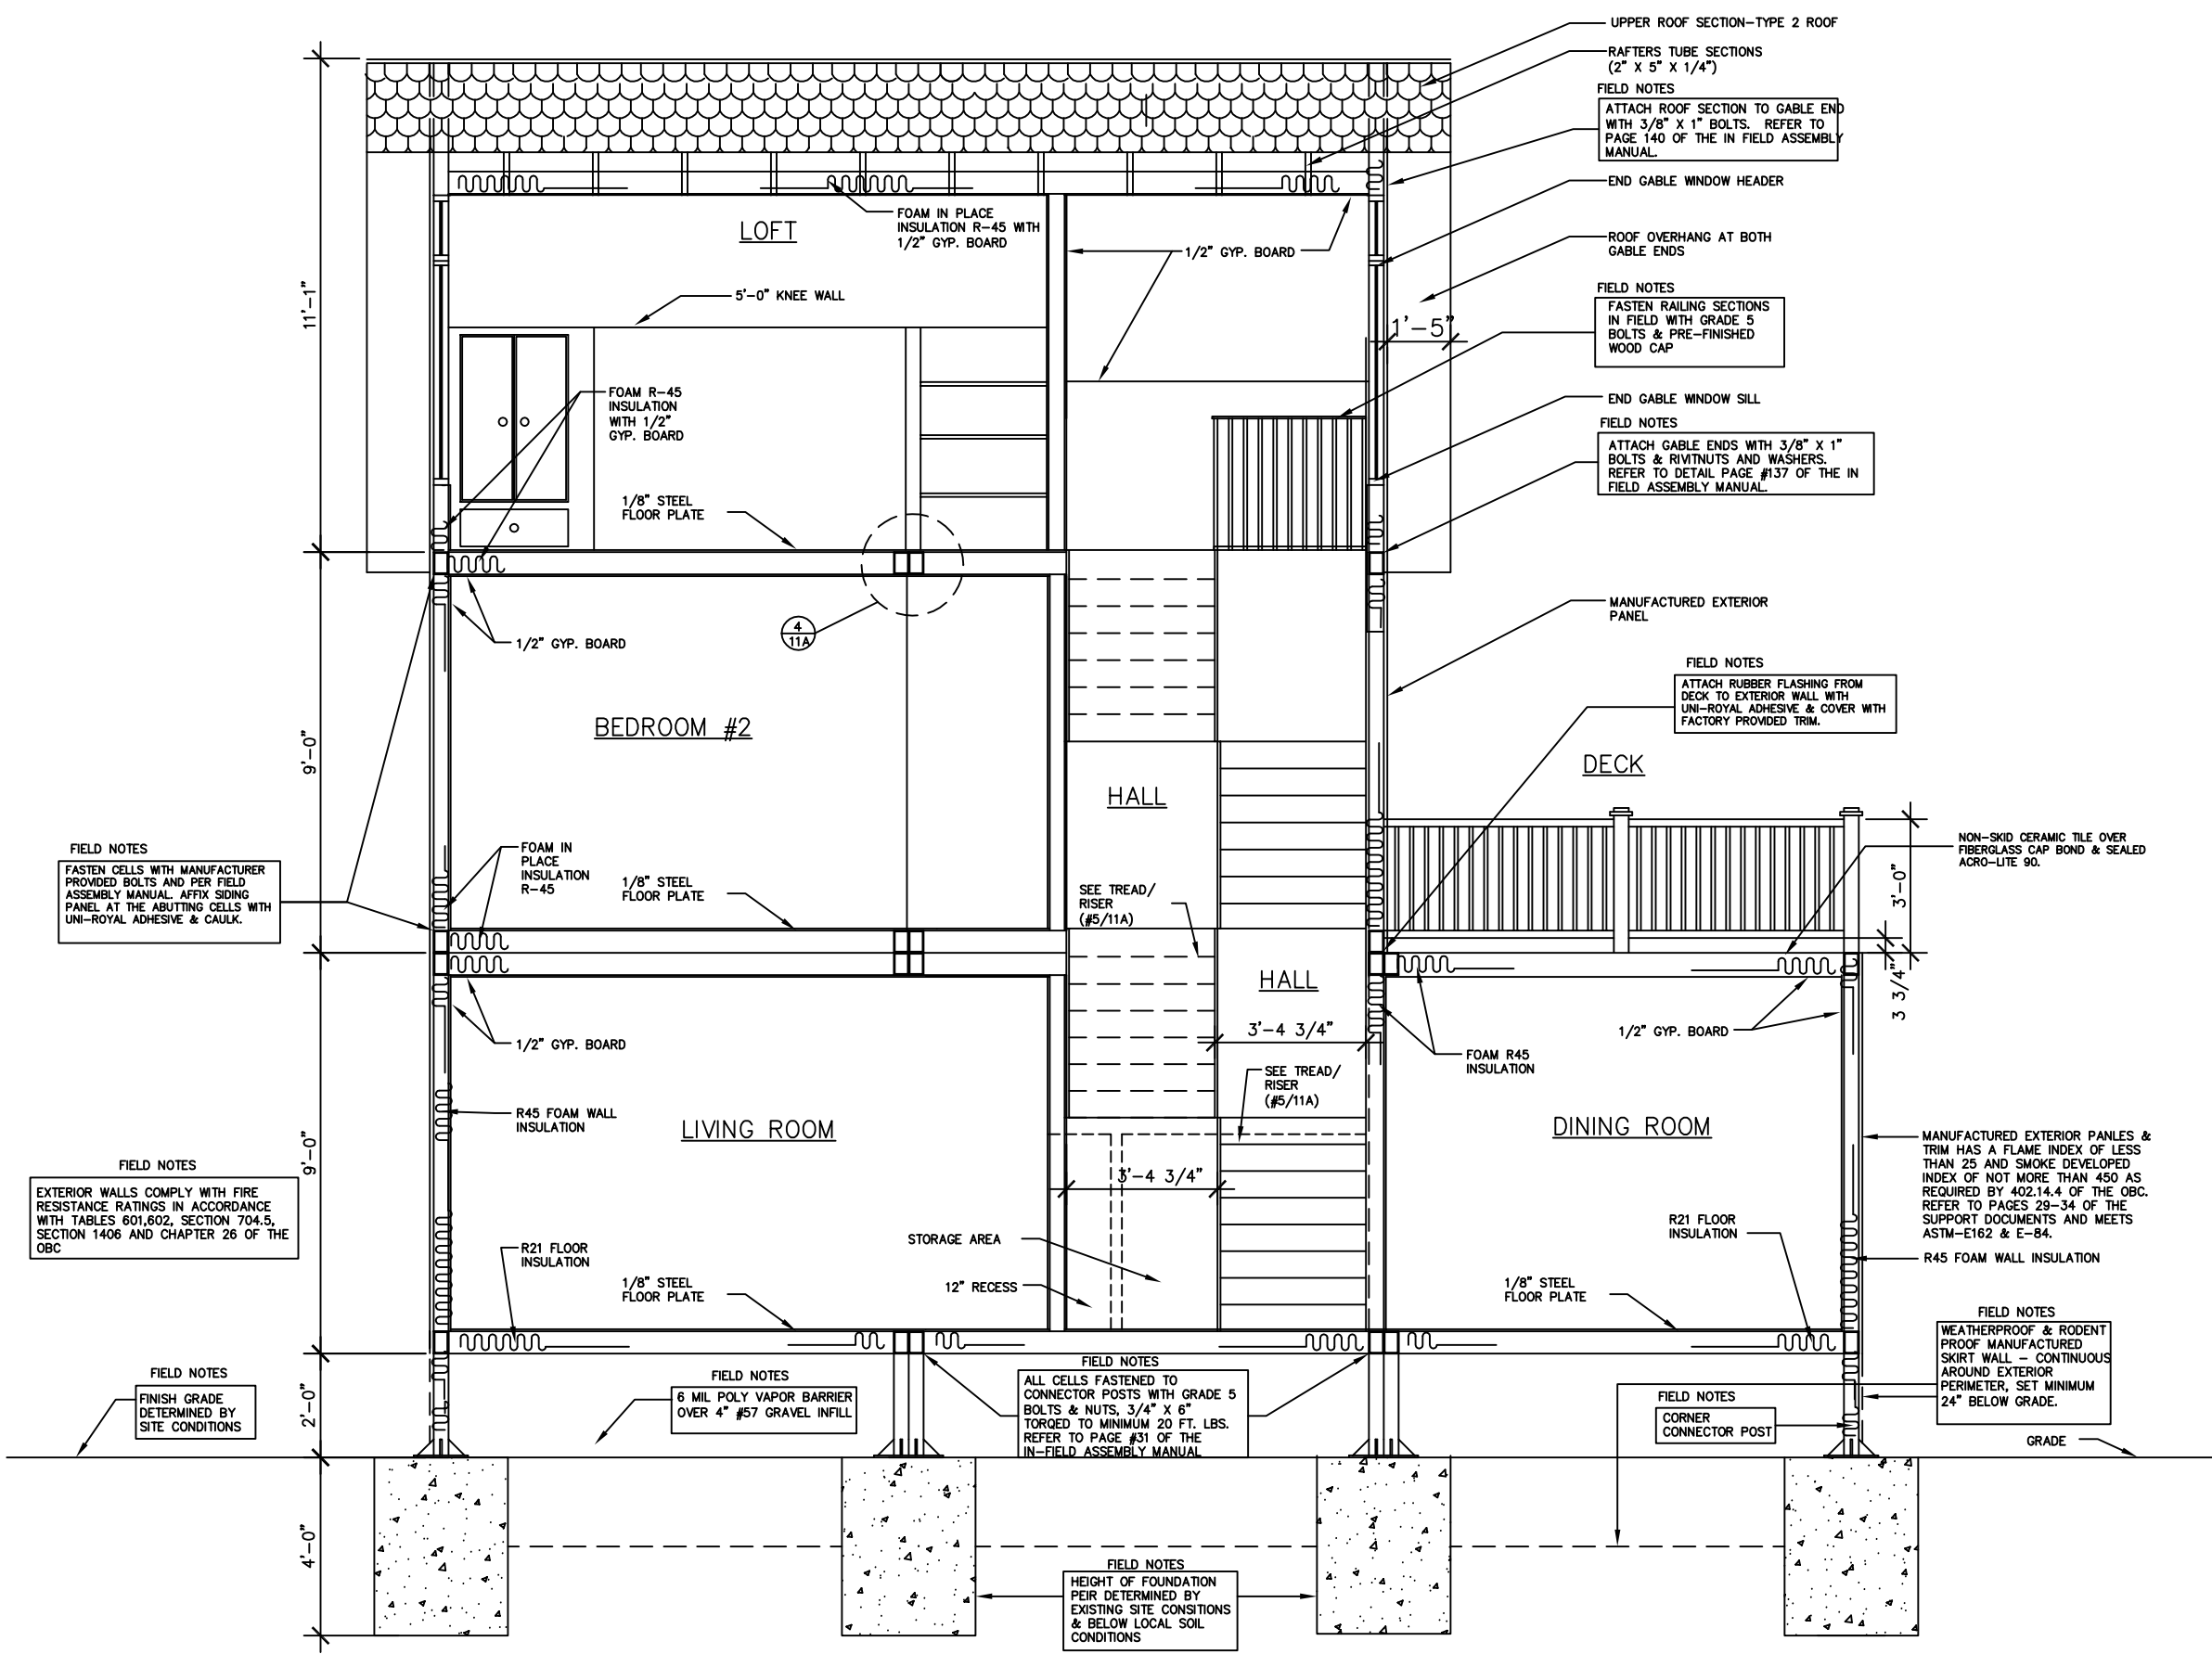 UPPER ROOF SECTION-TYPE 2 ROOF
RAFTERS TUBE SECTIONS
(2" X 5" X 1/4")
FIELD NOTES
ATTACH ROOF SECTION TO GABLE END
WITH 3/8" X 1" BOLTS. REFER TO
PAGE 140 OF THE IN FIELD ASSEMBLY
MANUAL.
END GABLE WINDOW HEADER
ROOF OVERHANG AT BOTH
GABLE ENDS
FIELD NOTES
FASTEN RAILING SECTIONS
IN FIELD WITH GRADE 5
BOLTS & PRE-FINISHED
WOOD CAP
1'-5"
END GABLE WINDOW SILL
FIELD NOTES
ATTACH GABLE ENDS WITH 3/8" X 1"
BOLTS & RIVITNUTS AND WASHERS.
REFER TO DETAIL PAGE #137 OF THE IN
FIELD ASSEMBLY MANUAL.
11'-1"
LOFT
FOAM IN PLACE
INSULATION R-45 WITH
1/2" GYP. BOARD
1/2" GYP. BOARD
5'-0" KNEE WALL
FOAM R-45
INSULATION
WITH 1/2"
GYP. BOARD
1/8" STEEL
FLOOR PLATE
MANUFACTURED EXTERIOR
PANEL
4
11A
1/2" GYP. BOARD
9'-0"
BEDROOM #2
HALL
FIELD NOTES
ATTACH RUBBER FLASHING FROM
DECK TO EXTERIOR WALL WITH
UNI-ROYAL ADHESIVE & COVER WITH
FACTORY PROVIDED TRIM.
DECK
NON-SKID CERAMIC TILE OVER
FIBERGLASS CAP BOND & SEALED
ACRO-LITE 90.
3'-0"
3 3/4"
FIELD NOTES
FASTEN CELLS WITH MANUFACTURER
PROVIDED BOLTS AND PER FIELD
ASSEMBLY MANUAL. AFFIX SIDING
PANEL AT THE ABUTTING CELLS WITH
UNI-ROYAL ADHESIVE & CAULK.
FOAM IN
PLACE
INSULATION
R-45
1/8" STEEL
FLOOR PLATE
SEE TREAD/
RISER
(#5/11A)
HALL
3'-4 3/4"
1/2" GYP. BOARD
FOAM R45
INSULATION
1/2" GYP. BOARD
SEE TREAD/
RISER
(#5/11A)
R45 FOAM WALL
INSULATION
9'-0"
LIVING ROOM
DINING ROOM
3'-4 3/4"
FIELD NOTES
EXTERIOR WALLS COMPLY WITH FIRE
RESISTANCE RATINGS IN ACCORDANCE
WITH TABLES 601,602, SECTION 704.5,
SECTION 1406 AND CHAPTER 26 OF THE
OBC
MANUFACTURED EXTERIOR PANLES &
TRIM HAS A FLAME INDEX OF LESS
THAN 25 AND SMOKE DEVELOPED
INDEX OF NOT MORE THAN 450 AS
REQUIRED BY 402.14.4 OF THE OBC.
REFER TO PAGES 29-34 OF THE
SUPPORT DOCUMENTS AND MEETS
ASTM-E162 & E-84.
R45 FOAM WALL INSULATION
R21 FLOOR
INSULATION
1/8" STEEL
FLOOR PLATE
STORAGE AREA
12" RECESS
1/8" STEEL
FLOOR PLATE
R21 FLOOR
INSULATION
FIELD NOTES
WEATHERPROOF & RODENT
PROOF MANUFACTURED
SKIRT WALL - CONTINUOUS
AROUND EXTERIOR
PERIMETER, SET MINIMUM
24" BELOW GRADE.
FIELD NOTES
FINISH GRADE
DETERMINED BY
SITE CONDITIONS
2'-0"
FIELD NOTES
6 MIL POLY VAPOR BARRIER
OVER 4" #57 GRAVEL INFILL
FIELD NOTES
ALL CELLS FASTENED TO
CONNECTOR POSTS WITH GRADE 5
BOLTS & NUTS, 3/4" X 6"
TORQED TO MINIMUM 20 FT. LBS.
REFER TO PAGE #31 OF THE
IN-FIELD ASSEMBLY MANUAL
FIELD NOTES
CORNER
CONNECTOR POST
GRADE
4'-0"
FIELD NOTES
HEIGHT OF FOUNDATION
PEIR DETERMINED BY
EXISTING SITE CONSITIONS
& BELOW LOCAL SOIL
CONDITIONS